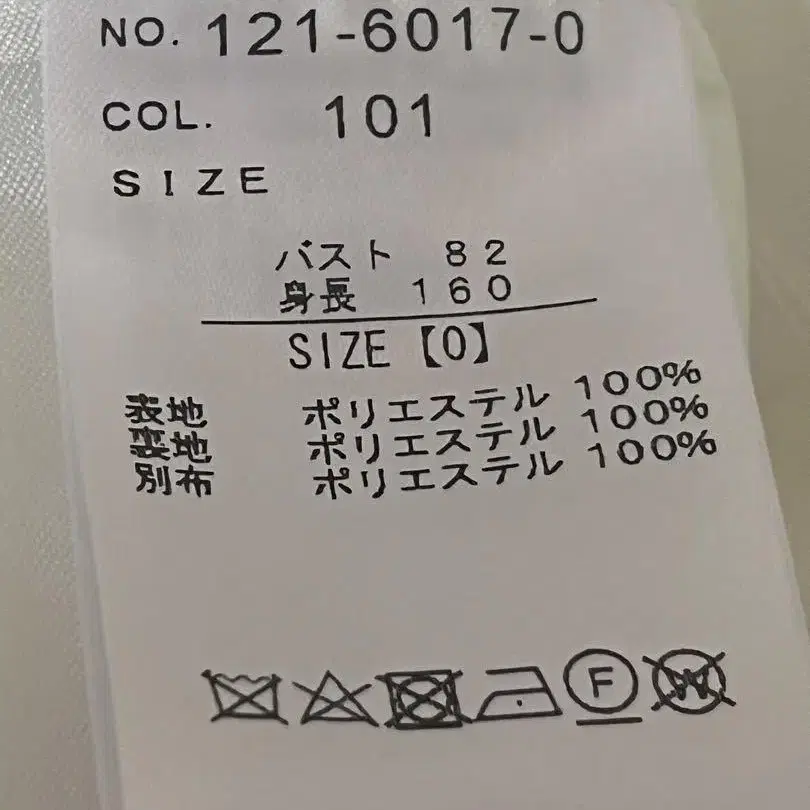 NO. 121-6017-0
COL. 101
SIZE
バスト 82
身長 160
SIZE【0】
表地 ポリエステル 100%
裏地 ポリエステル 100%
別布 ポリエステル 100%
F
W